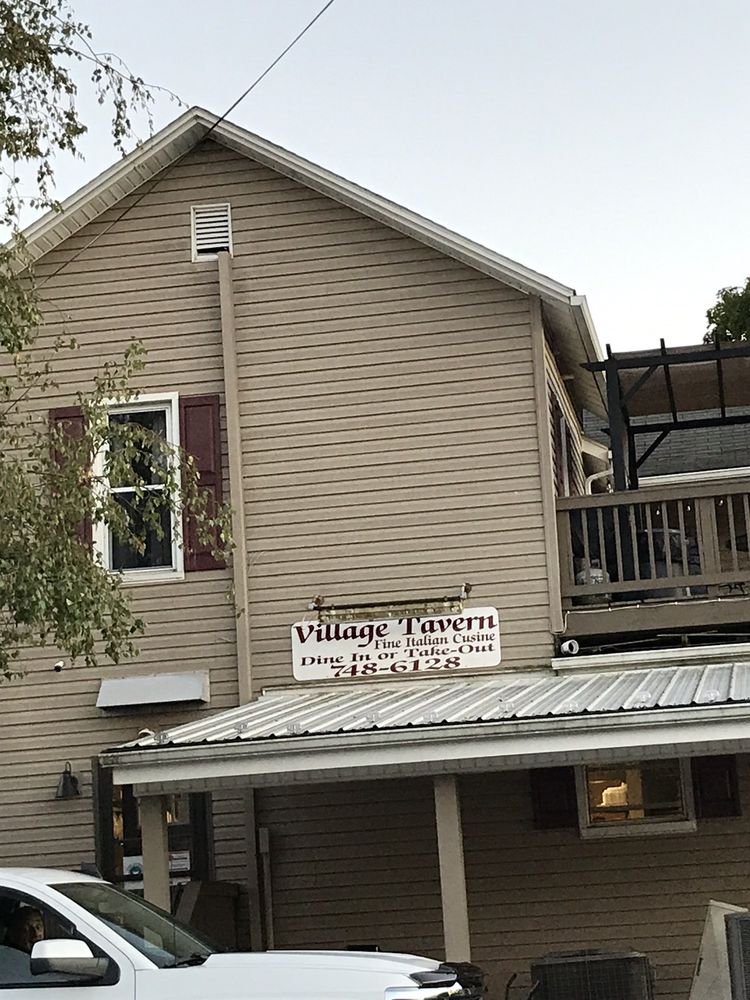 Village Tavern
Fine Italian Cusine
Dine In or Take-Out
748-6128